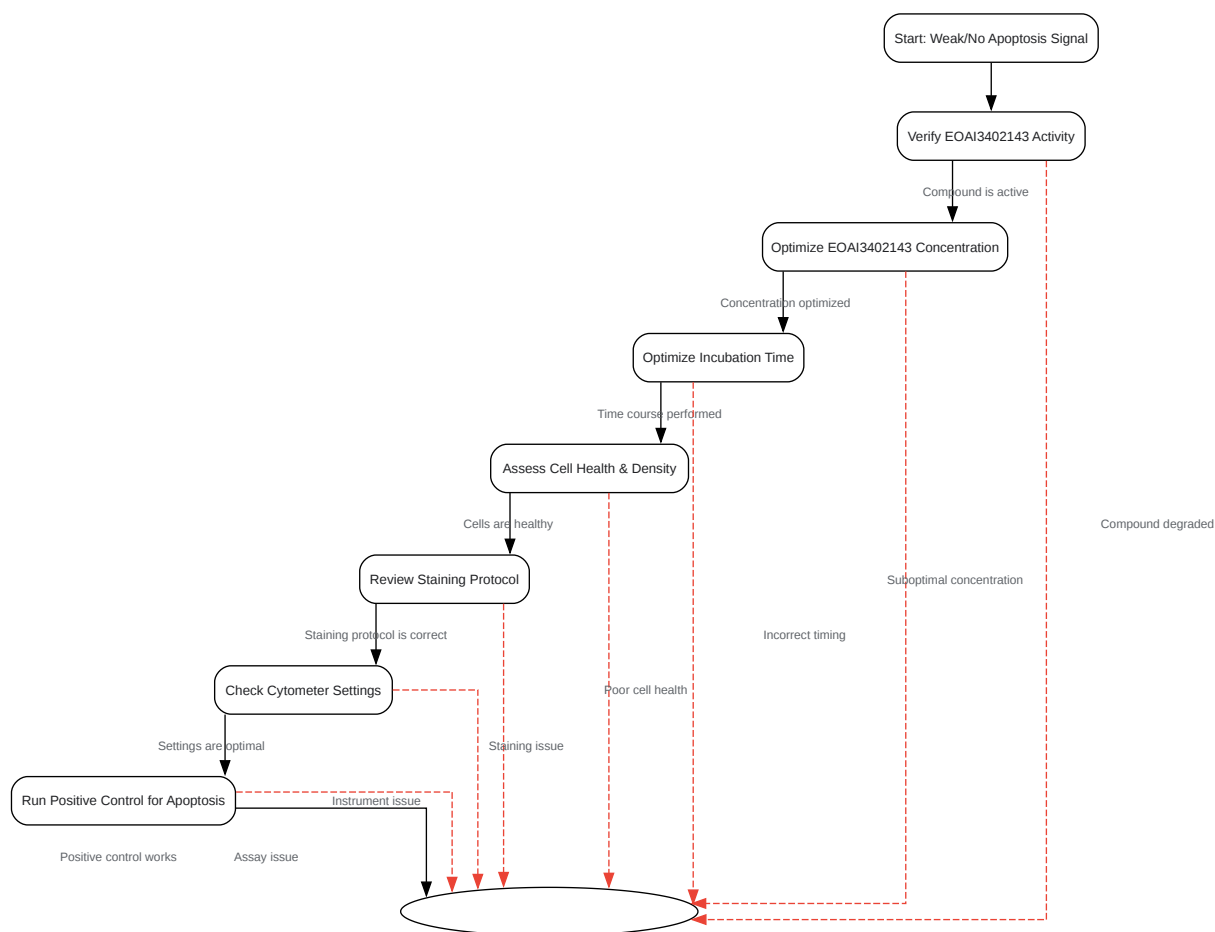 Start: Weak/No Apoptosis Signal
Verify EOAI3402143 Activity
Compound is active
Optimize EOAI3402143 Concentration
Concentration optimized
Optimize Incubation Time
Time course performed
Assess Cell Health & Density
Cells are healthy
Compound degraded
Review Staining Protocol
Suboptimal concentration
Staining protocol is correct
Incorrect timing
Check Cytometer Settings
Poor cell health
Settings are optimal
Staining issue
Run Positive Control for Apoptosis
Instrument issue
Positive control works
Assay issue